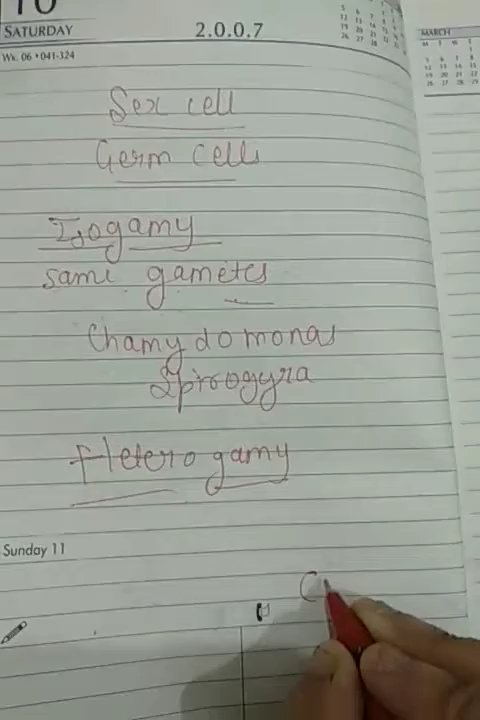 10
SATURDAY
2.0.0.7
Wk. 06 • 041-324
MARCH
Sex cell
Germ cells
Isogamy
same gametes
Chamydomonas
Spirogyra
Heterogamy
Sunday 11